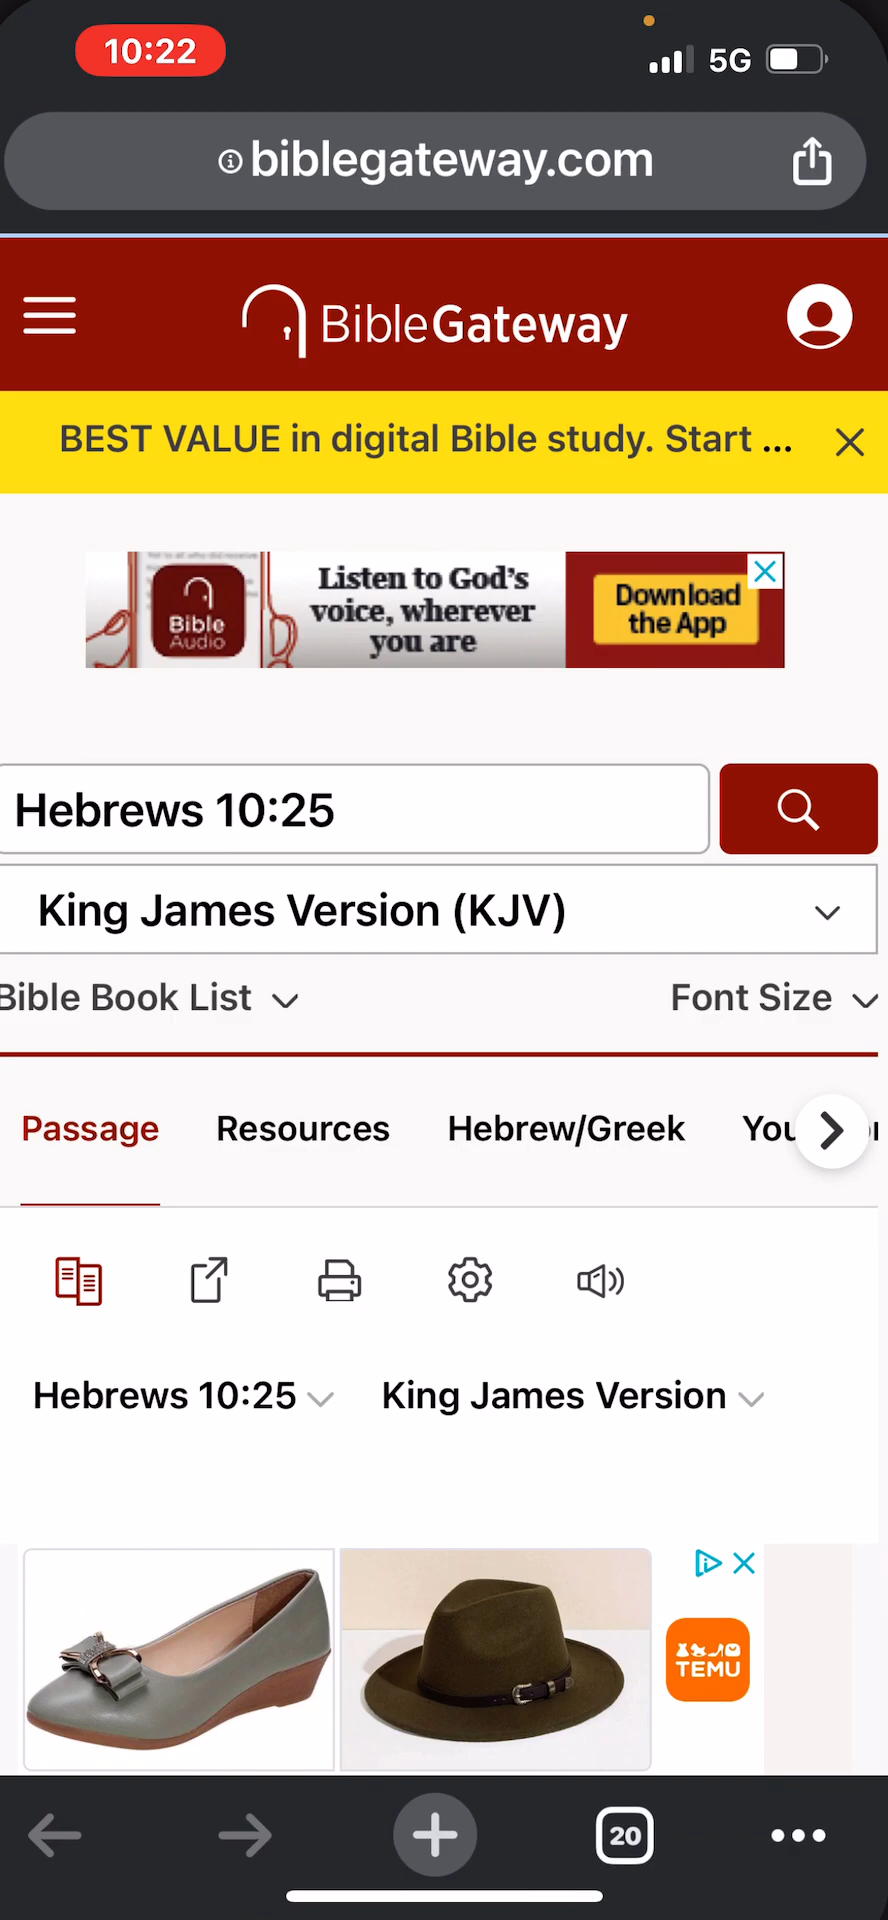 10:22
5G
biblegateway.com
BibleGateway
BEST VALUE in digital Bible study. Start ...
Bible
Audio
Listen to God's
voice, wherever
you are
Download
the App
Hebrews 10:25
King James Version (KJV)
Bible Book List
Font Size
Passage Resources Hebrew/Greek
Hebrews 10:25 King James Version
TEMU
20